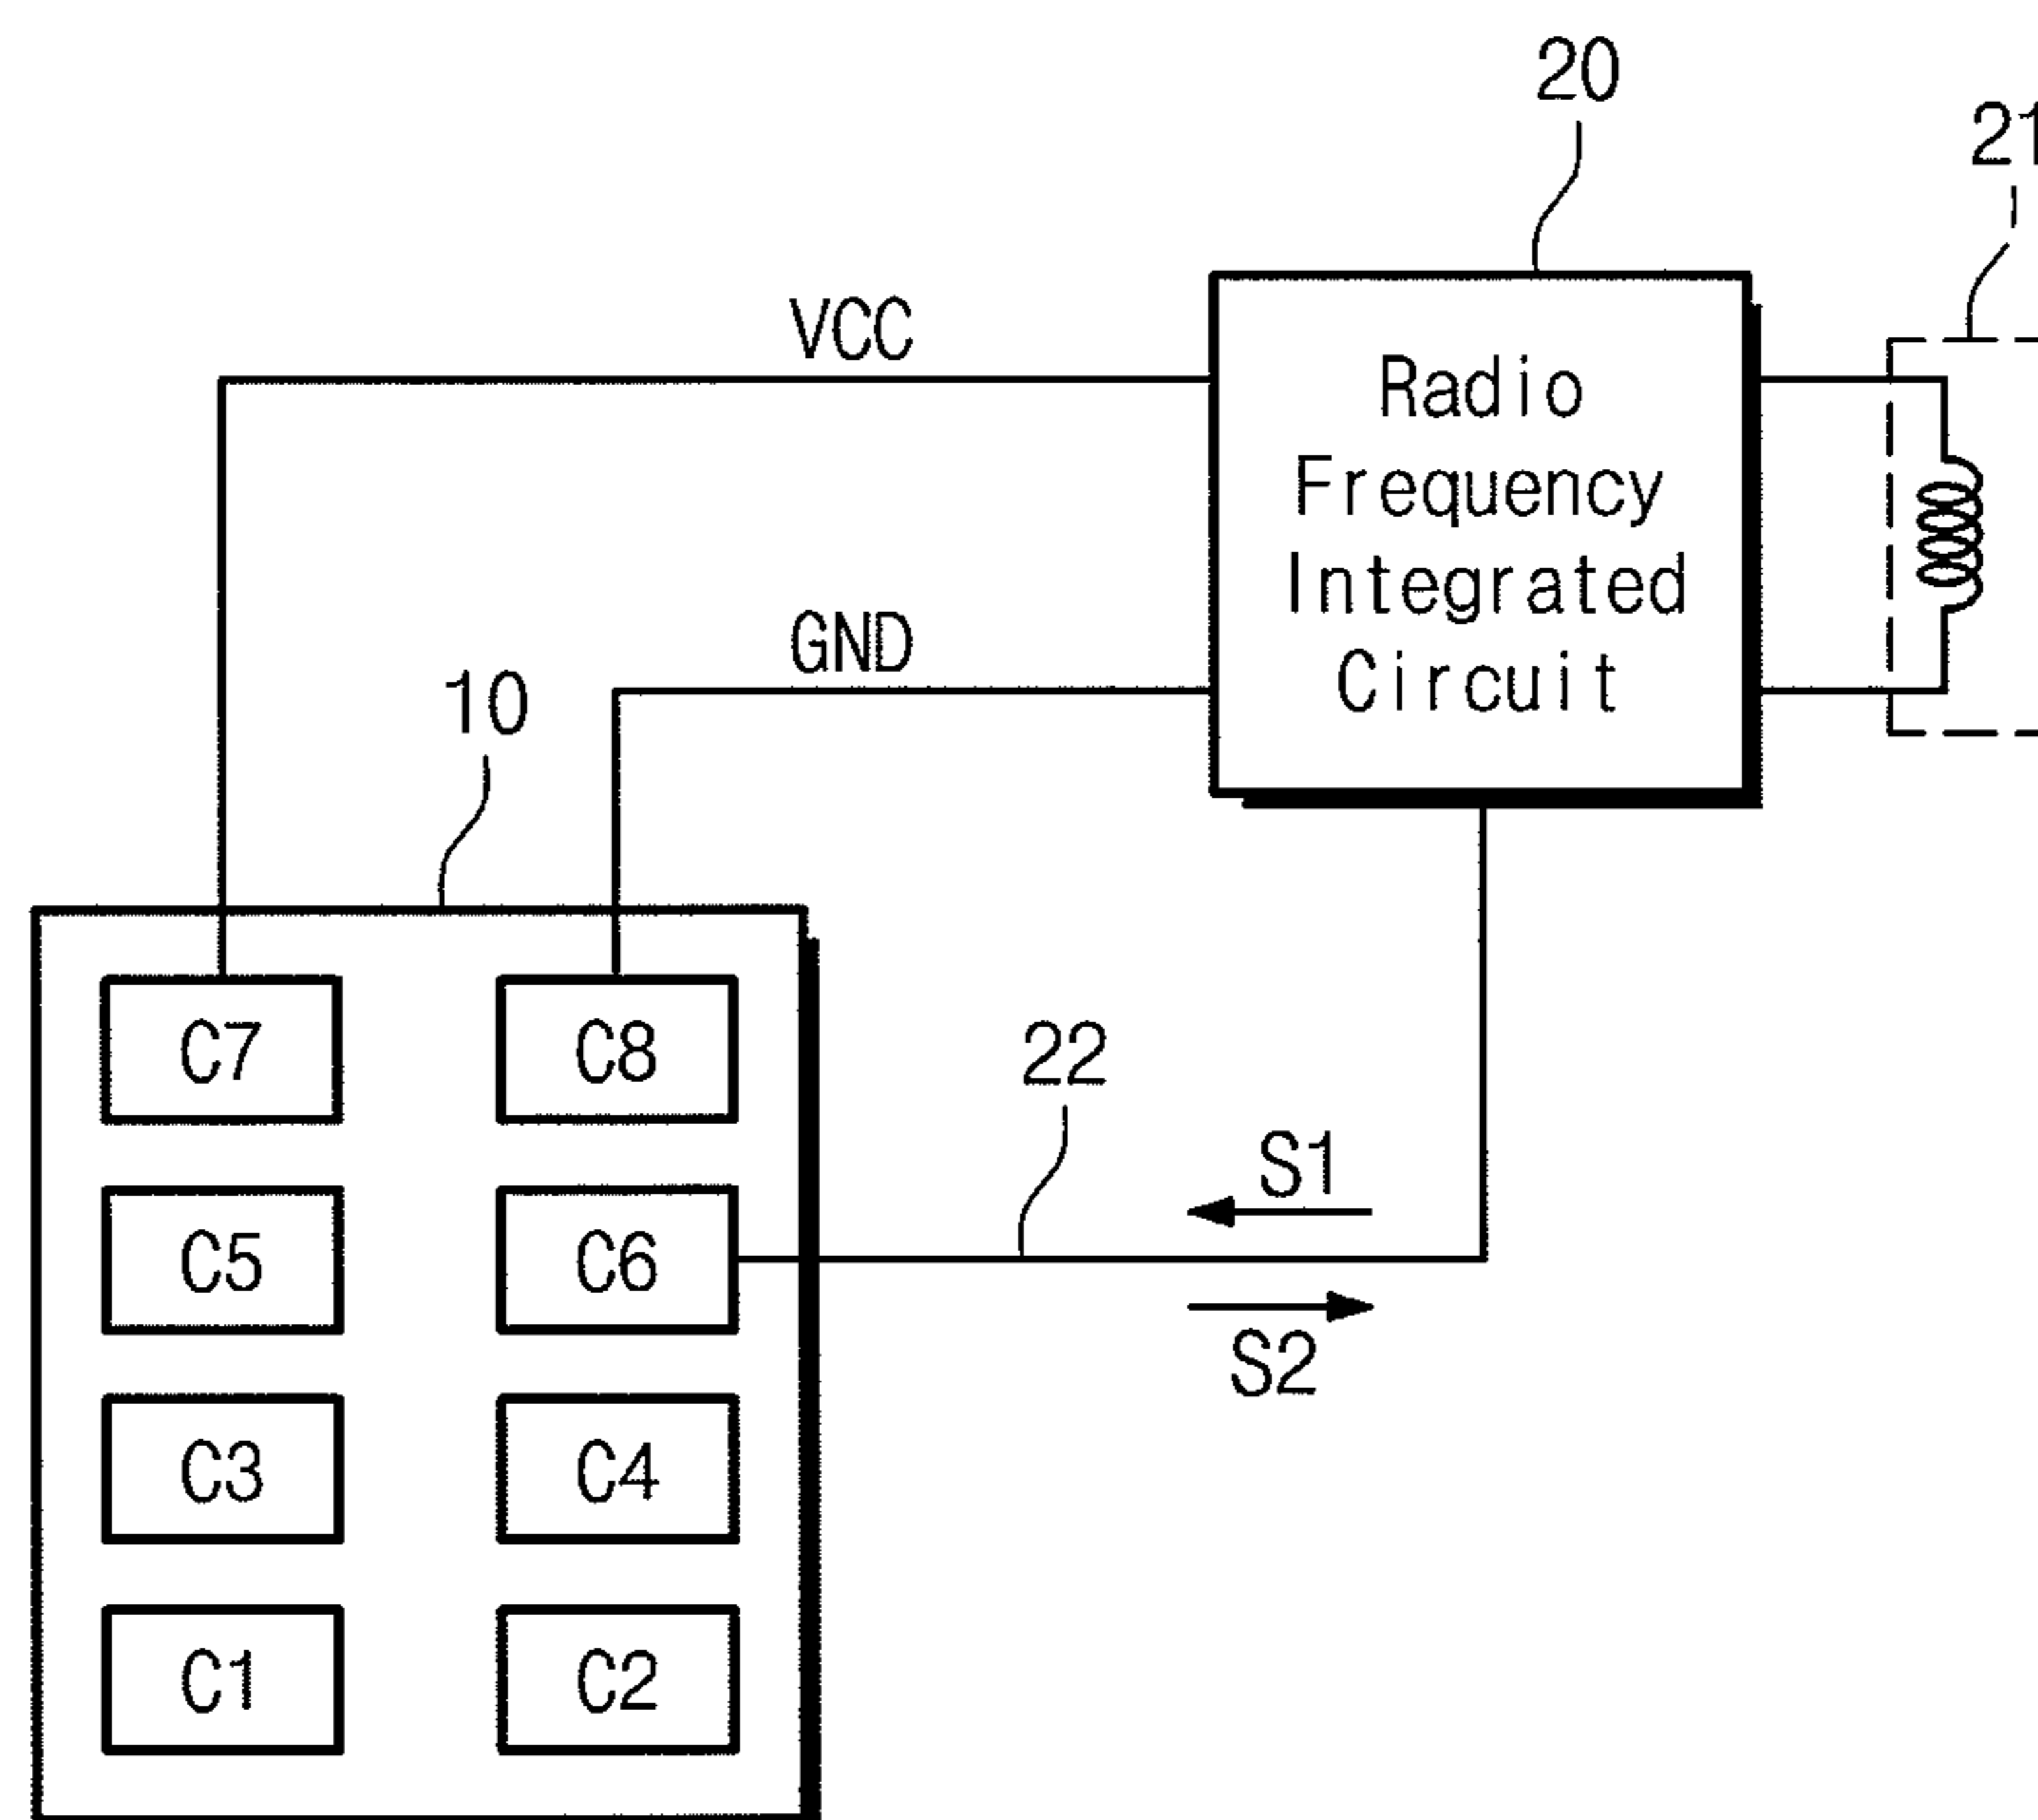 20
21
VCC
Radio
Frequency
Integrated
Circuit
GND
10
C7
C8
22
S1
C5
C6
S2
C3
C4
C1
C2